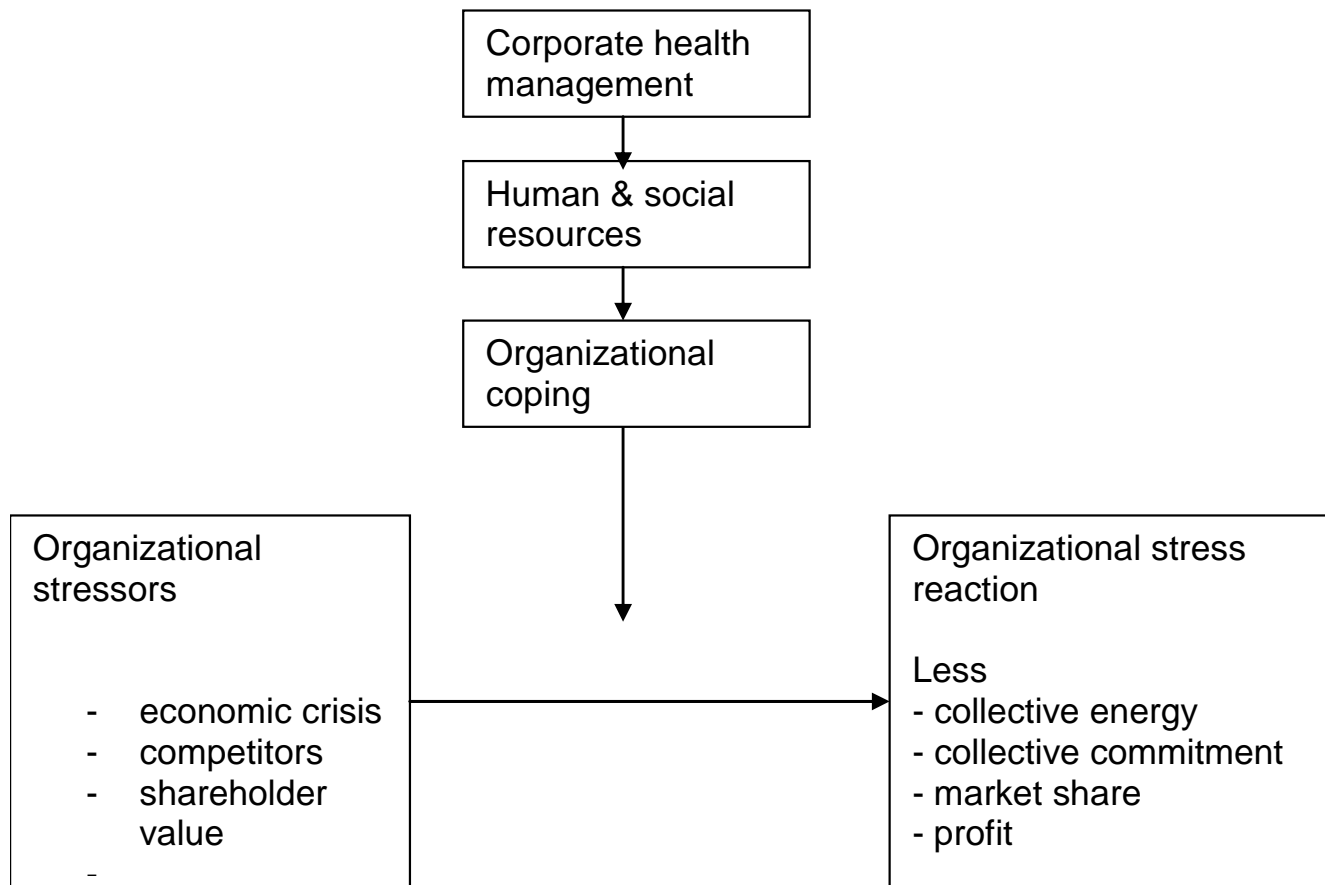 Corporate health
management
Human & social
resources
Organizational
coping
Organizational
stressors
- economic crisis
- competitors
- shareholder
value
-
Organizational stress
reaction
Less
- collective energy
- collective commitment
- market share
- profit